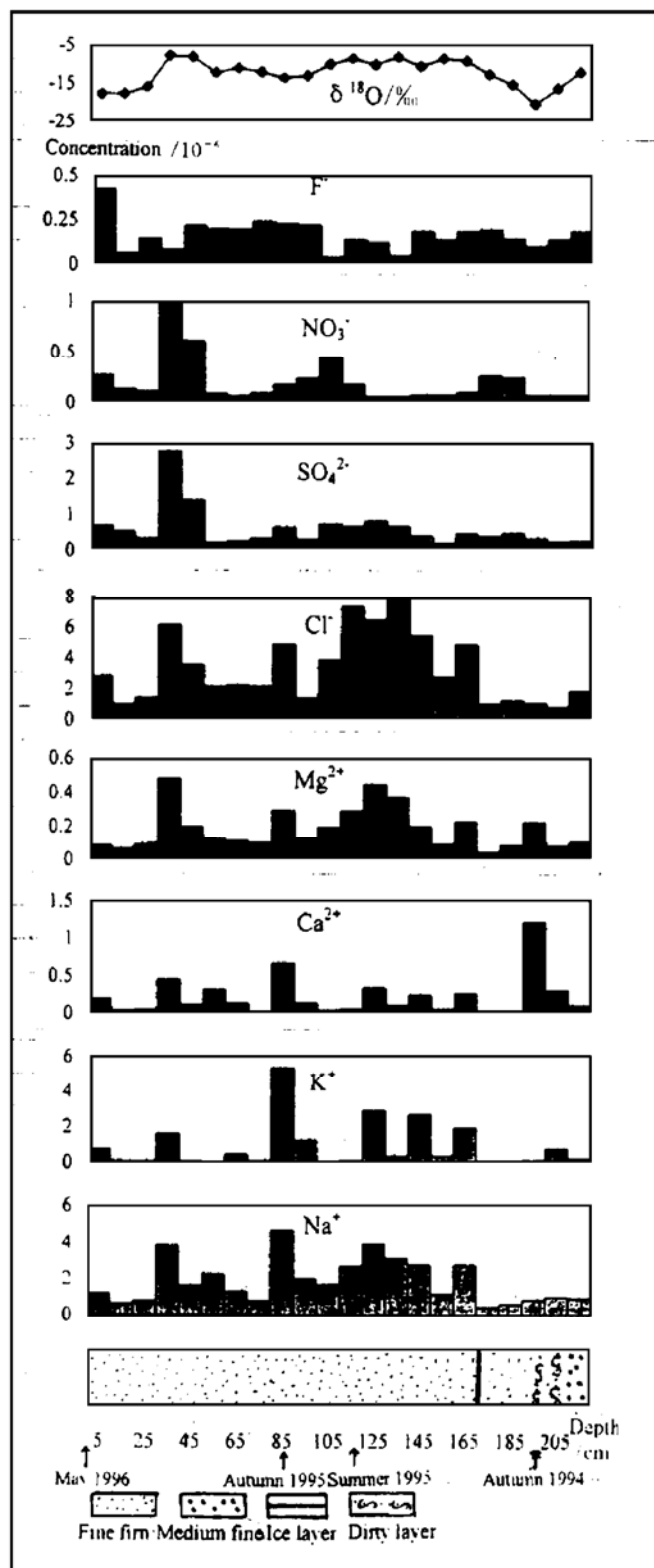 -5
-15
-25
δ ¹⁸O/‰
Concentration /10⁻⁸
0.5
0.25
0
F⁻
1
0.5
0
NO₃⁻
3
2
1
0
SO₄²⁻
8
6
4
2
0
Cl⁻
0.6
0.4
0.2
0
Mg²⁺
1.5
1
0.5
0
Ca²⁺
6
4
2
0
K⁺
6
4
2
0
Na⁺
5 25 45 65 85 105 125 145 165 185 205 Depth /cm
May 1996 Autumn 1995 Summer 1995 Autumn 1994
Fine firn Medium fine Ice layer Dirty layer